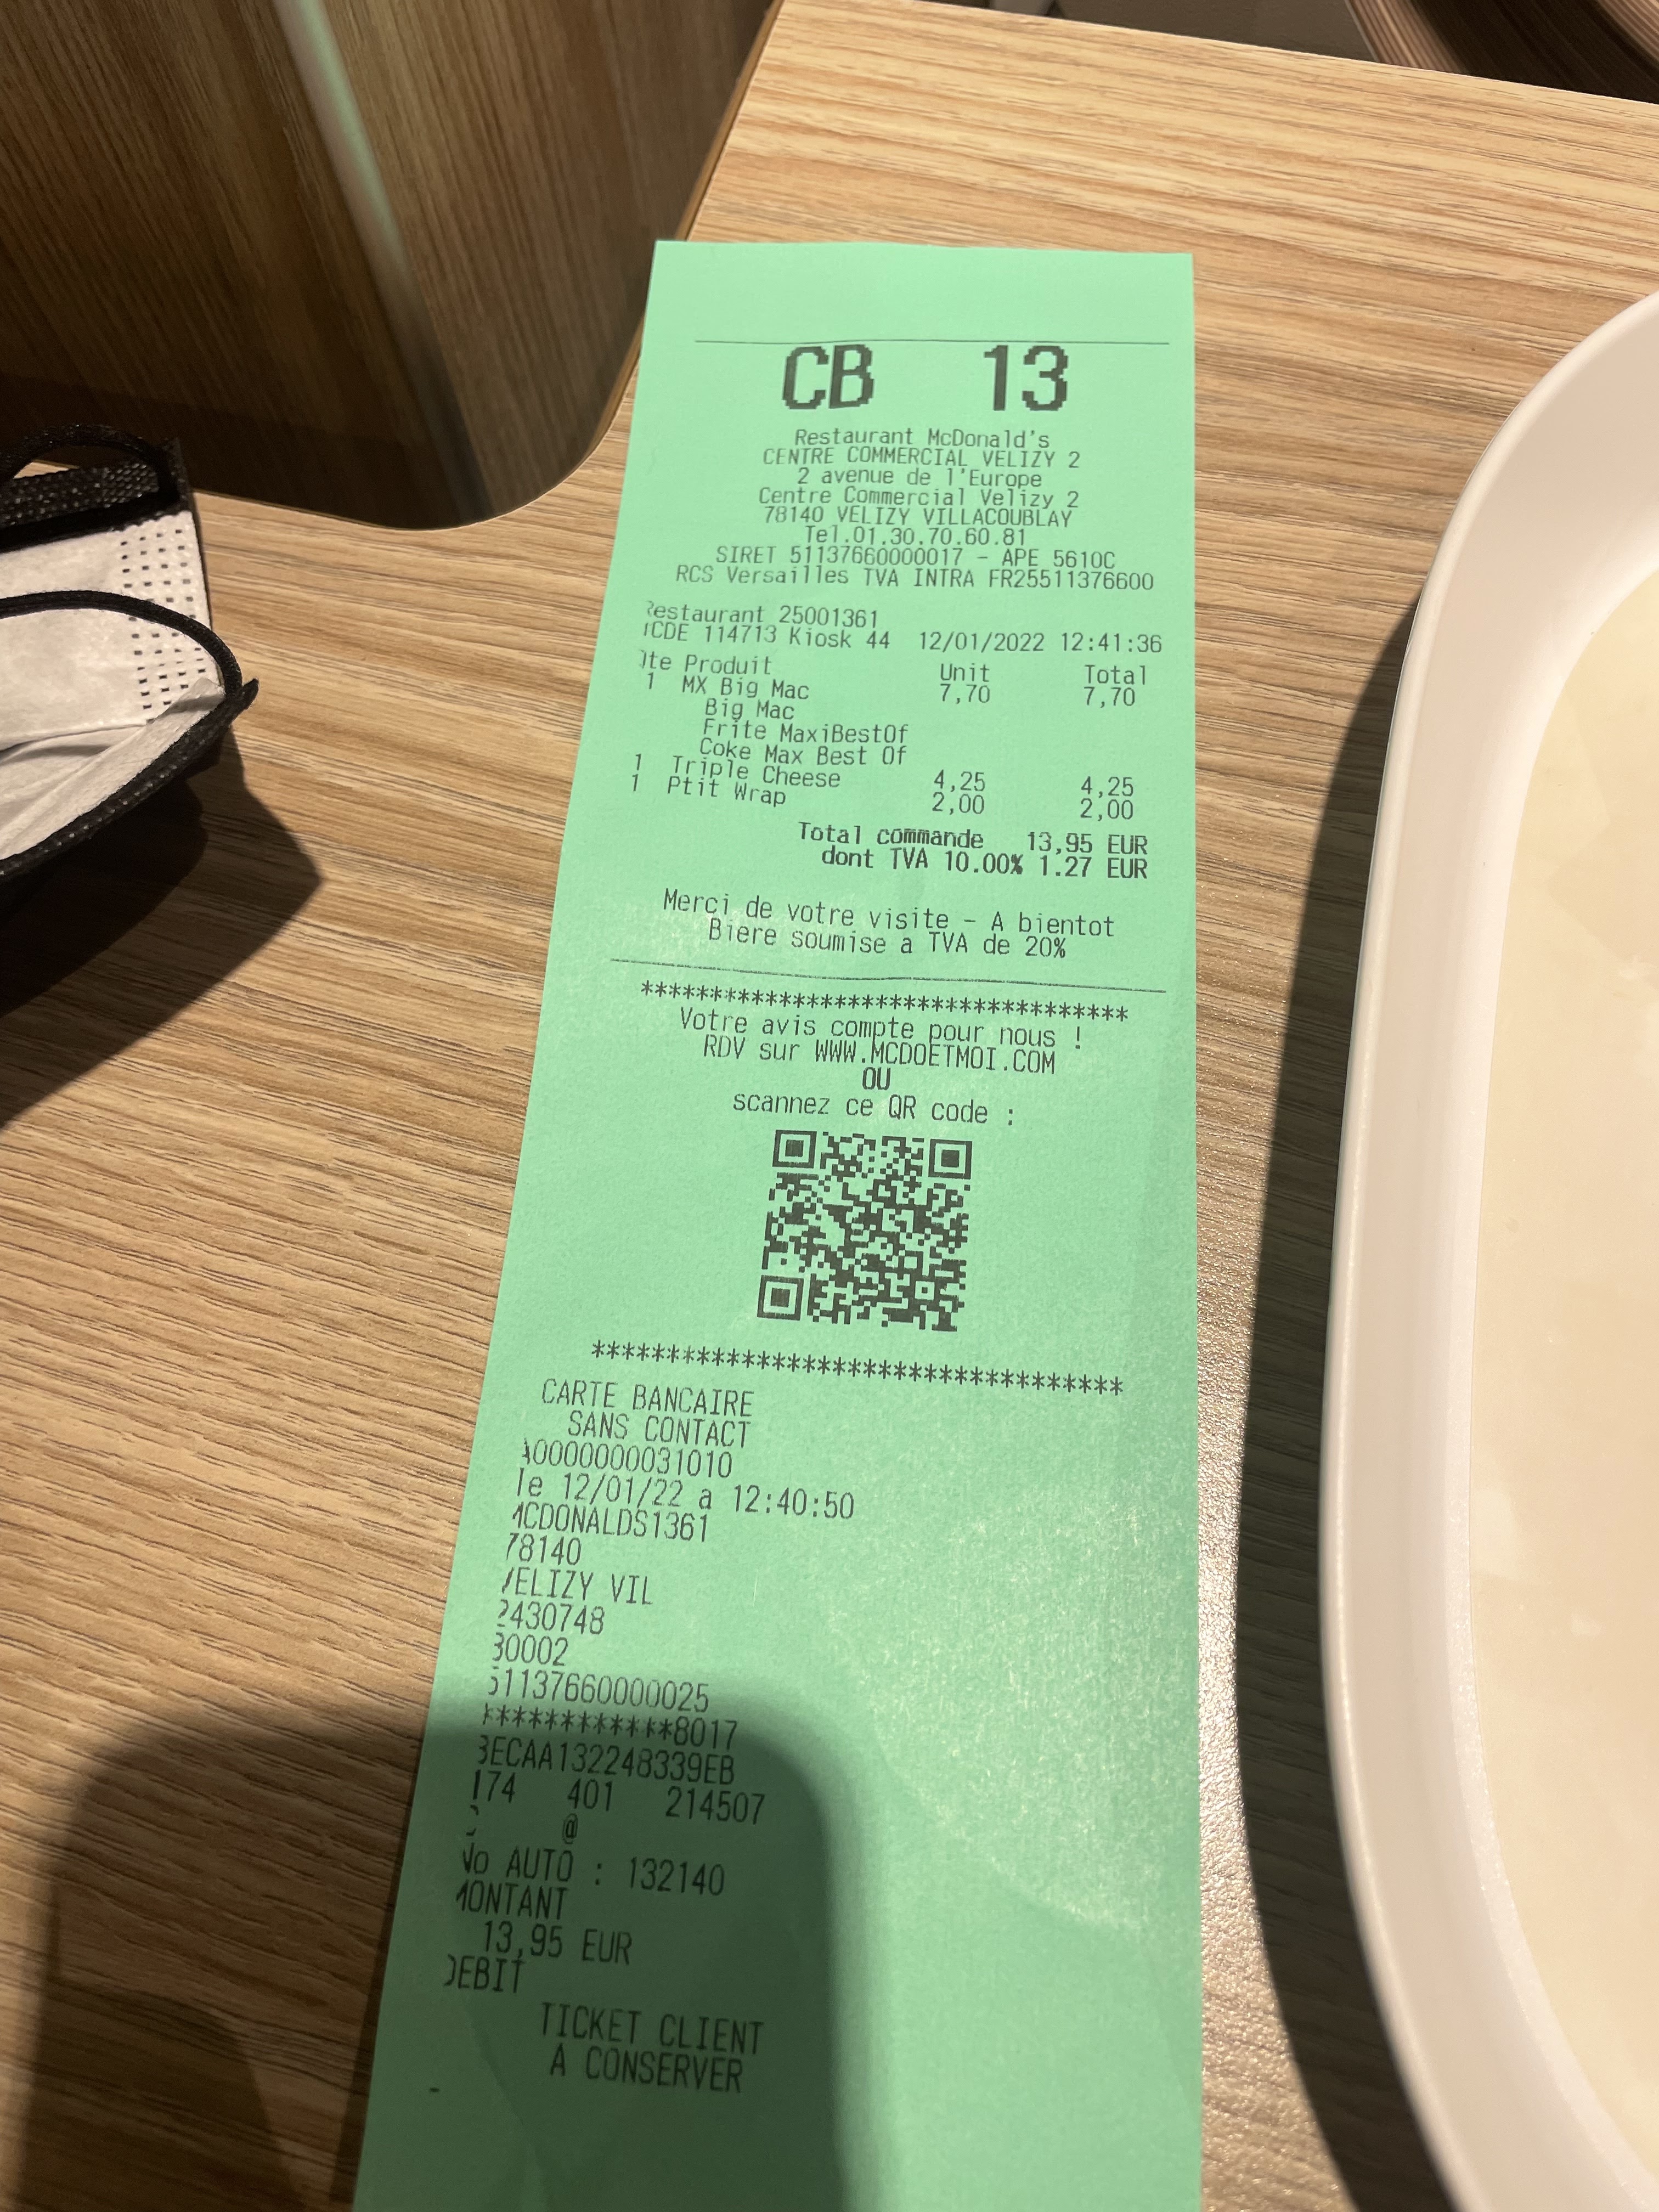 CB 13
Restaurant McDonald's
CENTRE COMMERCIAL VELIZY 2
2 avenue de l'Europe
Centre Commercial Velizy 2
78140 VELIZY VILLACOUBLAY
Tel.01.30.70.60.81
SIRET 51137660000017 - APE 5610C
RCS Versailles TVA INTRA FR25511376600
Restaurant 25001361
CDE 114713 Kiosk 44 12/01/2022 12:41:36
Qte Produit Unit Total
1 MX Big Mac 7,70 7,70
Big Mac
Frite MaxiBestOf
Coke Max Best Of
1 Triple Cheese 4,25 4,25
1 Ptit Wrap 2,00 2,00
Total commande 13,95 EUR
dont TVA 10.00% 1.27 EUR
Merci de votre visite - A bientot
Biere soumise a TVA de 20%
***********************************
Votre avis compte pour nous !
RDV sur WWW.MCDOETMOI.COM
OU
scannez ce QR code :
***********************************
CARTE BANCAIRE
SANS CONTACT
A0000000031010
le 12/01/22 a 12:40:50
MCDONALDS1361
78140
VELIZY VIL
2430748
30002
51137660000025
************8017
3ECAA132248339EB
174 401 214507
@
No AUTO : 132140
MONTANT
13,95 EUR
DEBIT
TICKET CLIENT
A CONSERVER